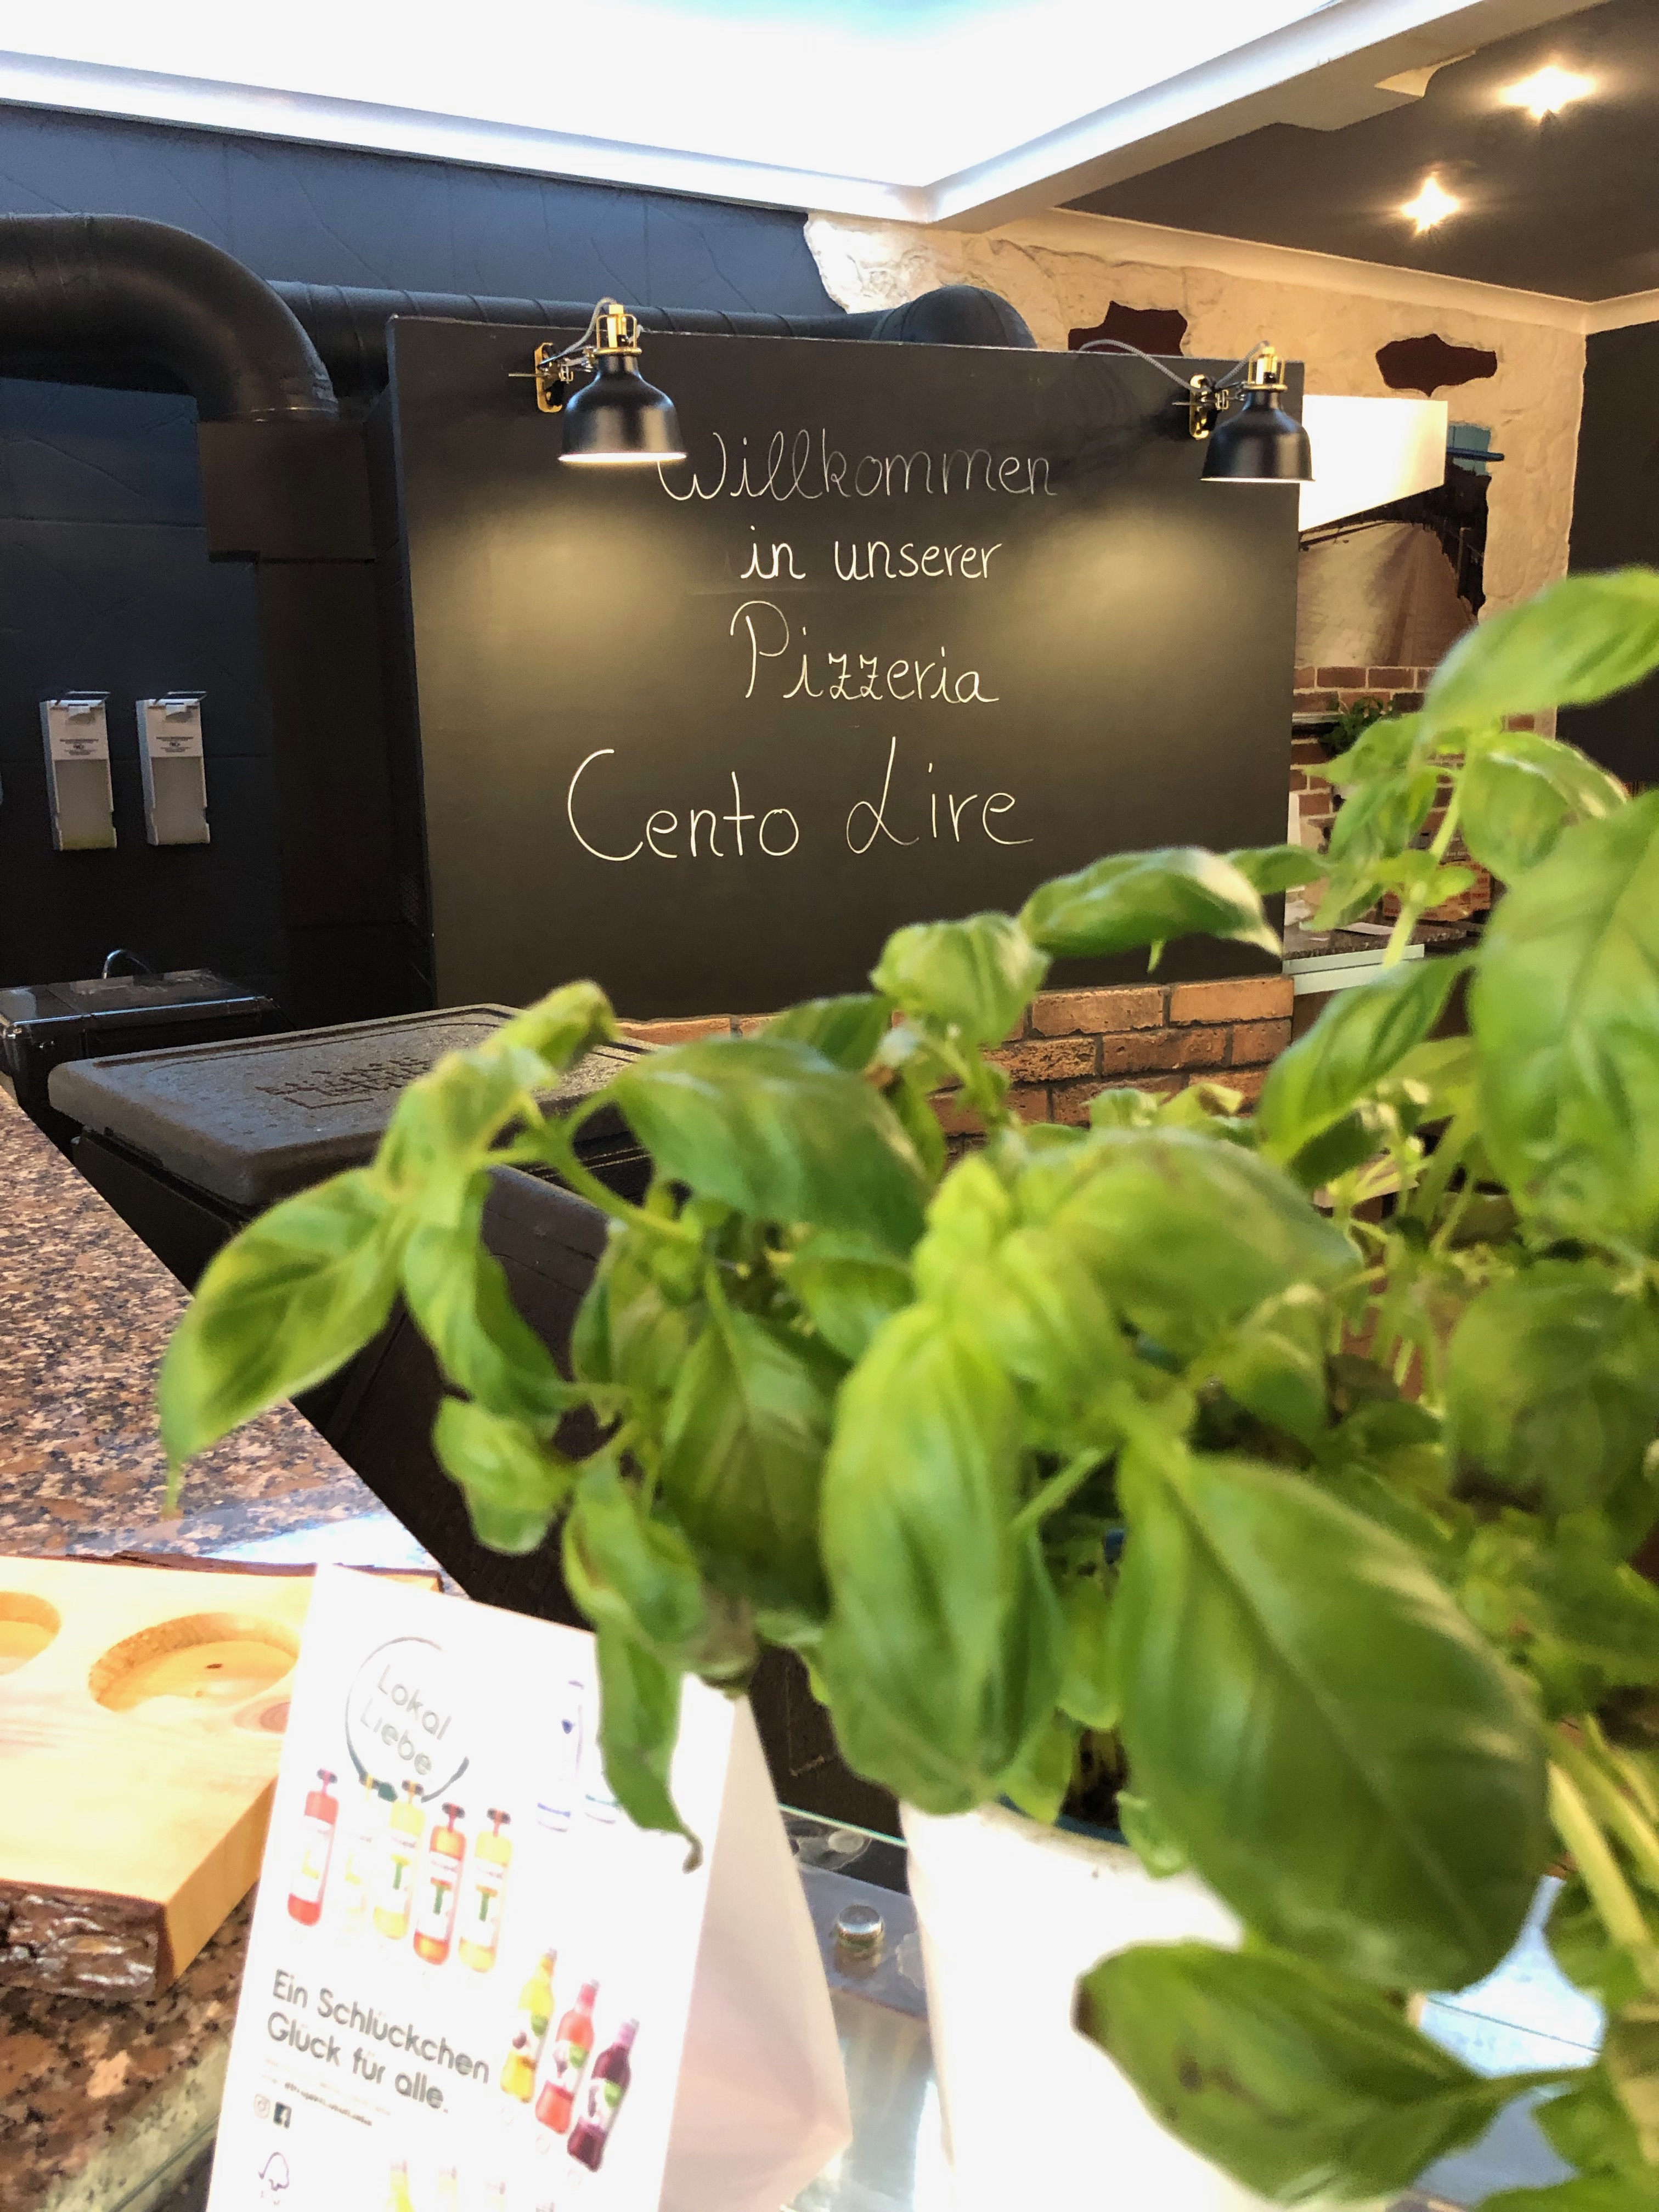 Willkommen
in unserer
Pizzeria
Cento Lire
Lokal
Liebe
Ein Schlückchen
Glück für alle.